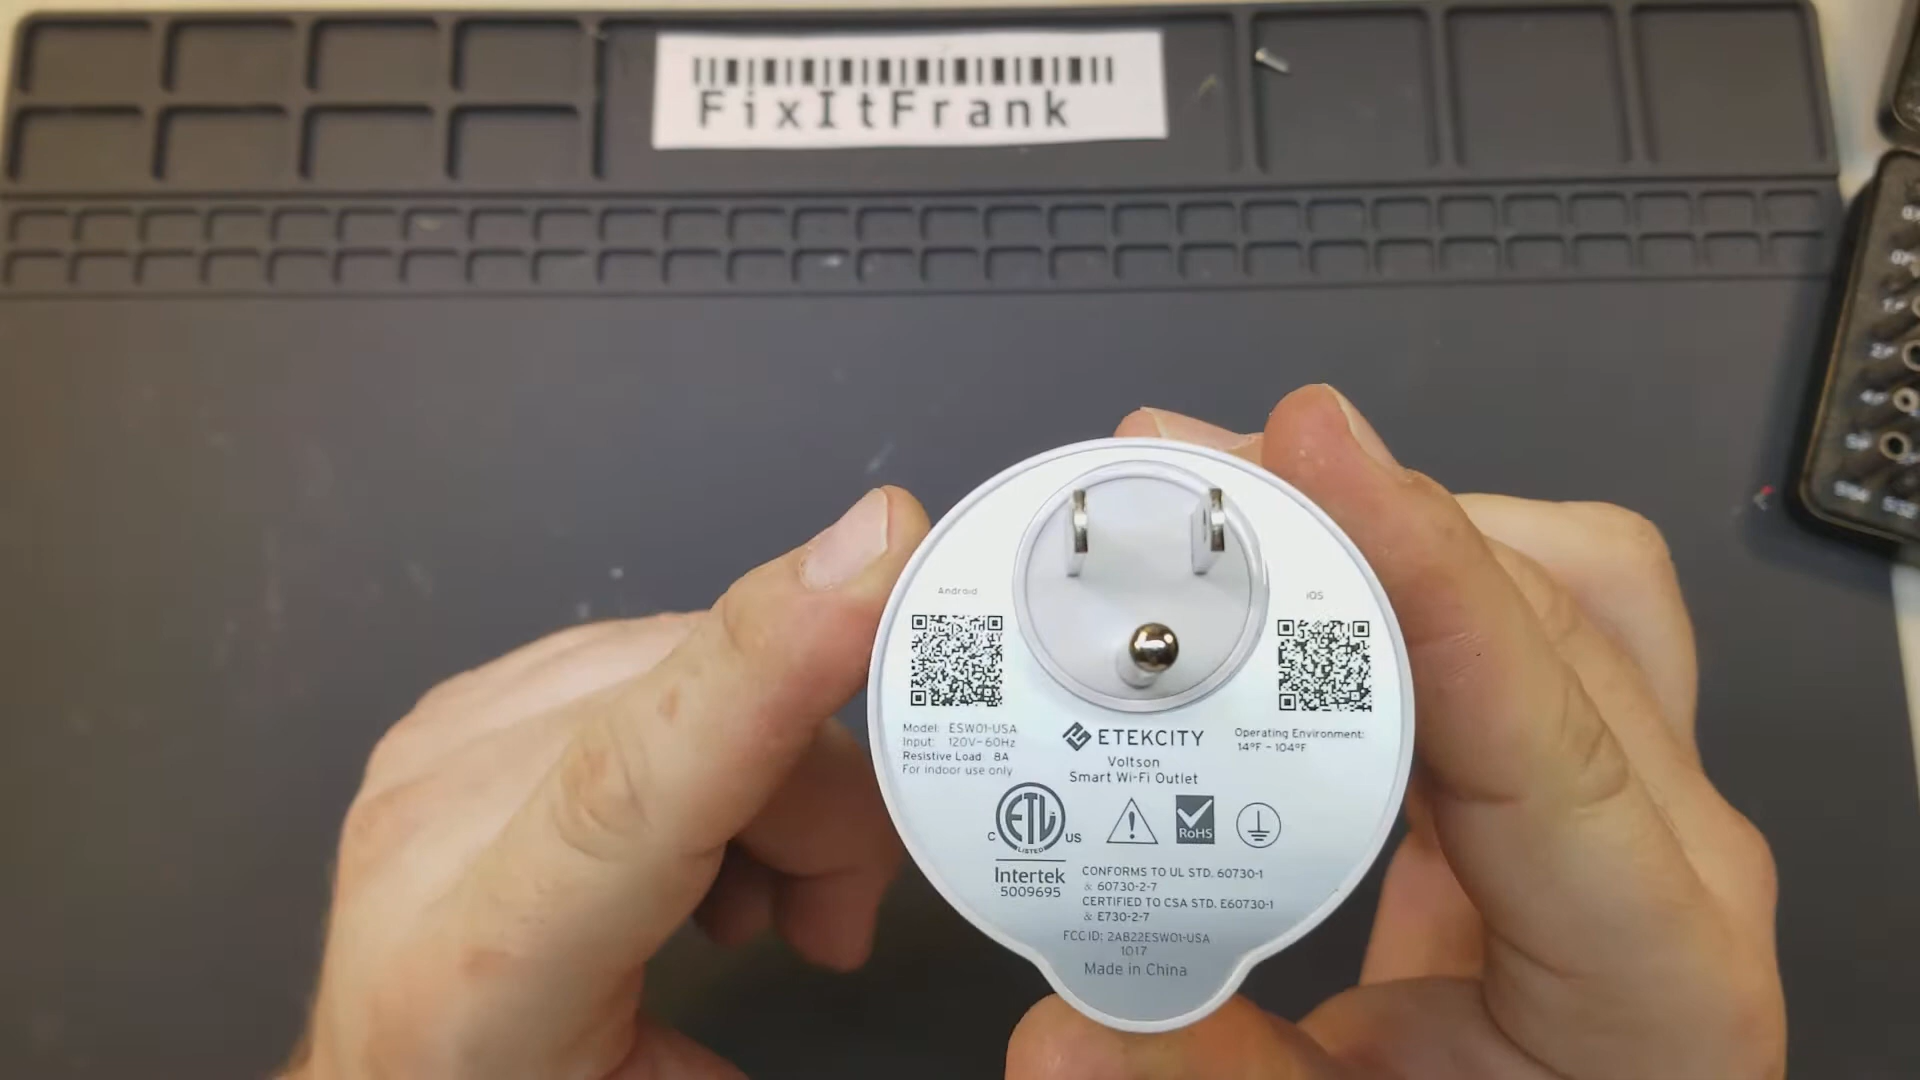 FixItFrank
Android
iOS
Model: ESW01-USA
Input: 120V~60Hz
Resistive Load 8A
For indoor use only
ETEKCITY
Voltson
Smart Wi-Fi Outlet
Operating Environment:
14°F - 104°F
C ETL US
LISTED
Intertek
5009695
RoHS
CONFORMS TO UL STD. 60730-1
& 60730-2-7
CERTIFIED TO CSA STD. E60730-1
& E730-2-7
FCC ID: 2AB22ESW01-USA
1017
Made in China